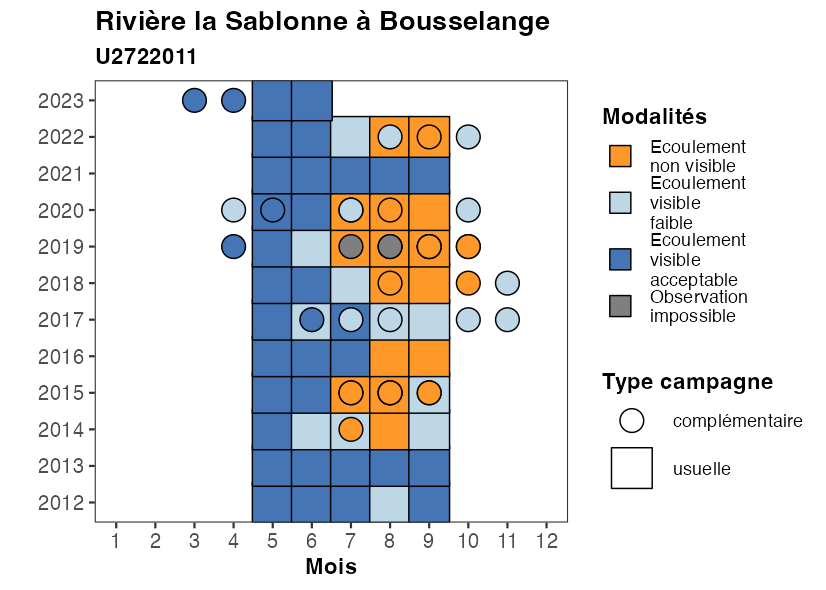 Rivière la Sablonne à Bousselange
U2722011
2023
2022
2021
2020
2019
2018
2017
2016
2015
2014
2013
2012
1 2 3 4 5 6 7 8 9 10 11 12
Mois
Modalités
Ecoulement
non visible
Ecoulement
visible
faible
Ecoulement
visible
acceptable
Observation
impossible
Type campagne
complémentaire
usuelle